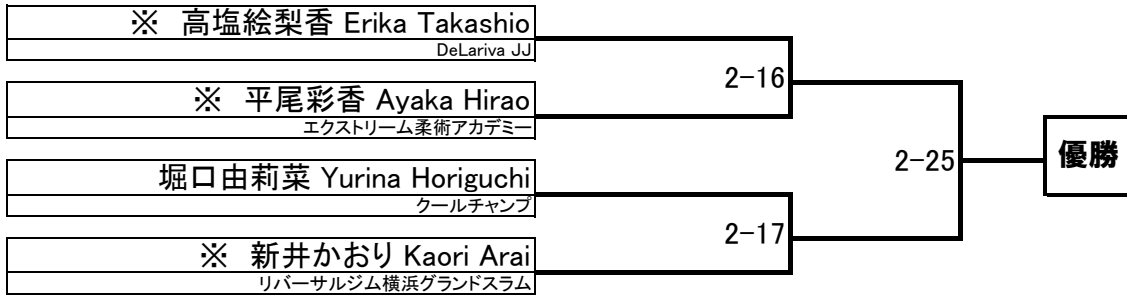 ※ 高塩絵梨香 Erika Takashio
DeLariva JJ
2-16
※ 平尾彩香 Ayaka Hirao
エクストリーム柔術アカデミー
2-25
優勝
堀口由莉菜 Yurina Horiguchi
クールチャンプ
2-17
※ 新井かおり Kaori Arai
リバーサルジム横浜グランドスラム